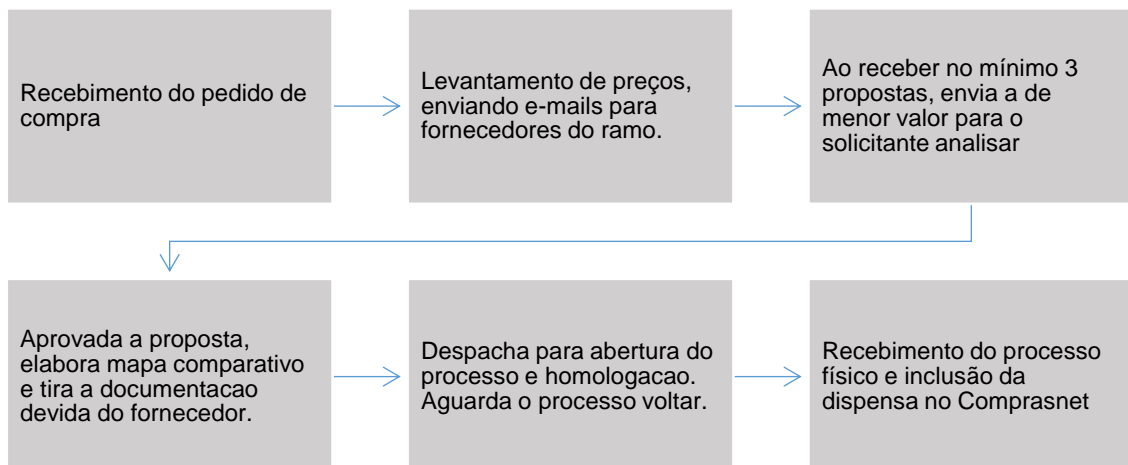 Recebimento do pedido de
compra
Levantamento de preços,
enviando e-mails para
fornecedores do ramo.
Ao receber no mínimo 3
propostas, envia a de
menor valor para o
solicitante analisar
Aprovada a proposta,
elabora mapa comparativo
e tira a documentacao
devida do fornecedor.
Despacha para abertura do
processo e homologacao.
Aguarda o processo voltar.
Recebimento do processo
físico e inclusão da
dispensa no Comprasnet